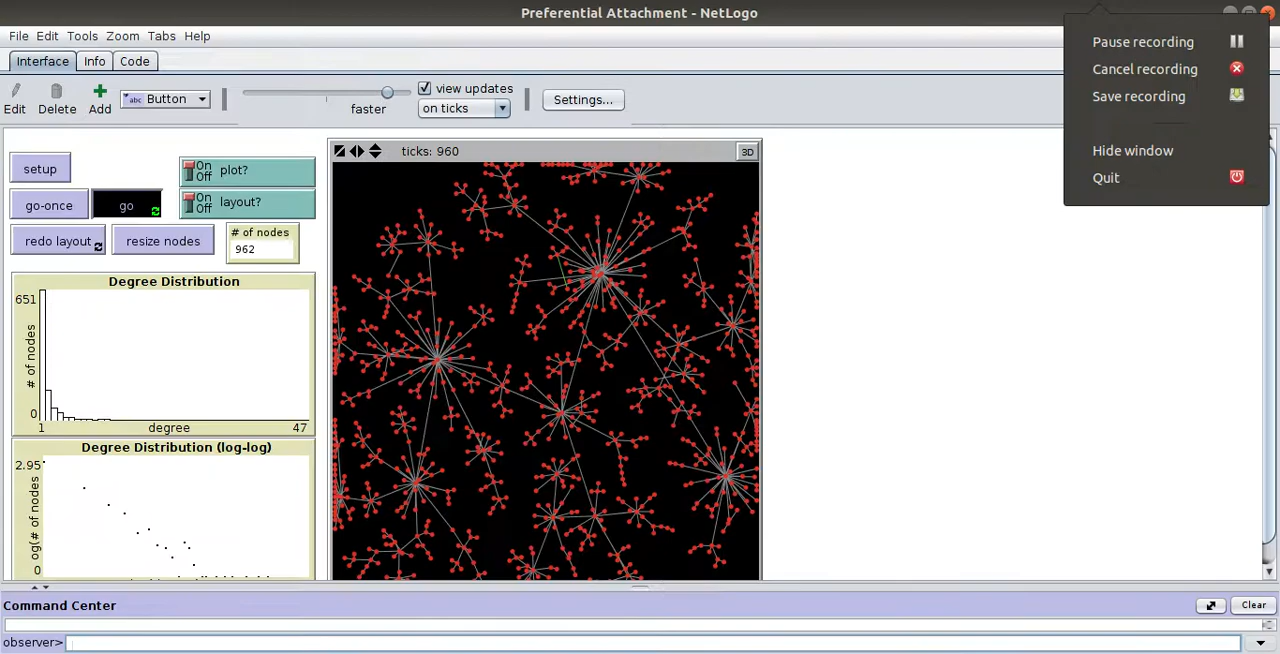 Preferential Attachment - NetLogo
File Edit Tools Zoom Tabs Help
Interface Info Code
Edit Delete Add abc Button faster view updates on ticks Settings...
Pause recording
Cancel recording
Save recording
Hide window
Quit
ticks: 960 3D
setup On Off plot?
go-once go On Off layout?
redo layout resize nodes # of nodes 962
Degree Distribution
651
# of nodes
0
1 degree 47
Degree Distribution (log-log)
2.95
og(# of nodes
0
Command Center Clear
observer>